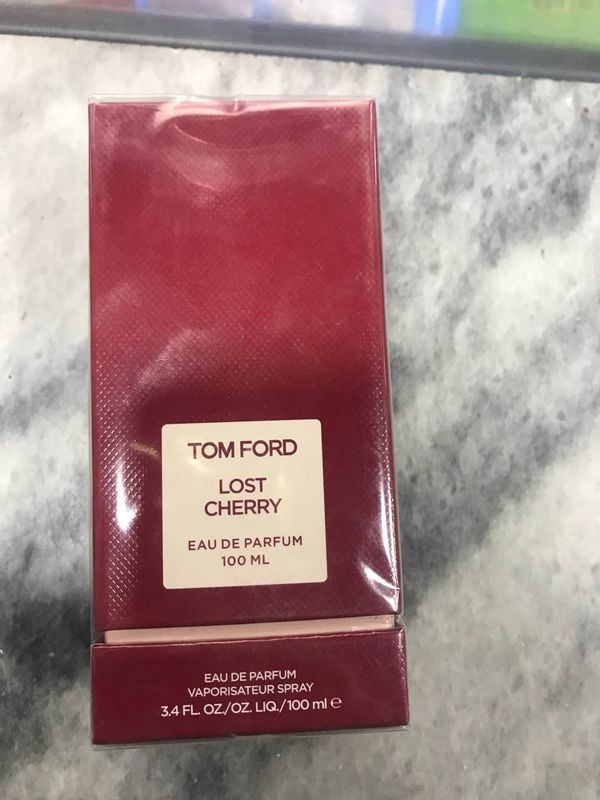 TOM FORD
LOST
CHERRY
EAU DE PARFUM
100 ML
EAU DE PARFUM
VAPORISATEUR SPRAY
3.4 FL. OZ./OZ. LIQ./100 ml ℮